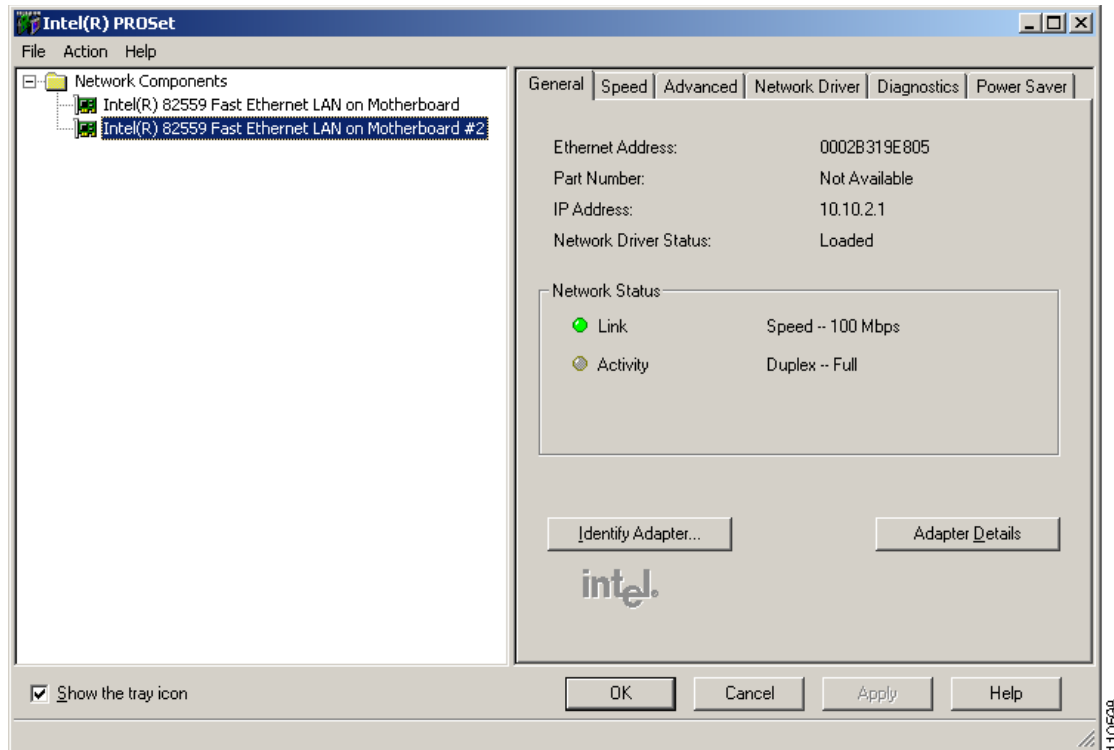 Intel(R) PROSet
File Action Help
Network Components
Intel(R) 82559 Fast Ethernet LAN on Motherboard
Intel(R) 82559 Fast Ethernet LAN on Motherboard #2
General Speed Advanced Network Driver Diagnostics Power Saver
Ethernet Address: 0002B319E805
Part Number: Not Available
IP Address: 10.10.2.1
Network Driver Status: Loaded
Network Status
Link Speed -- 100 Mbps
Activity Duplex -- Full
Identify Adapter... Adapter Details
intel.
Show the tray icon OK Cancel Apply Help